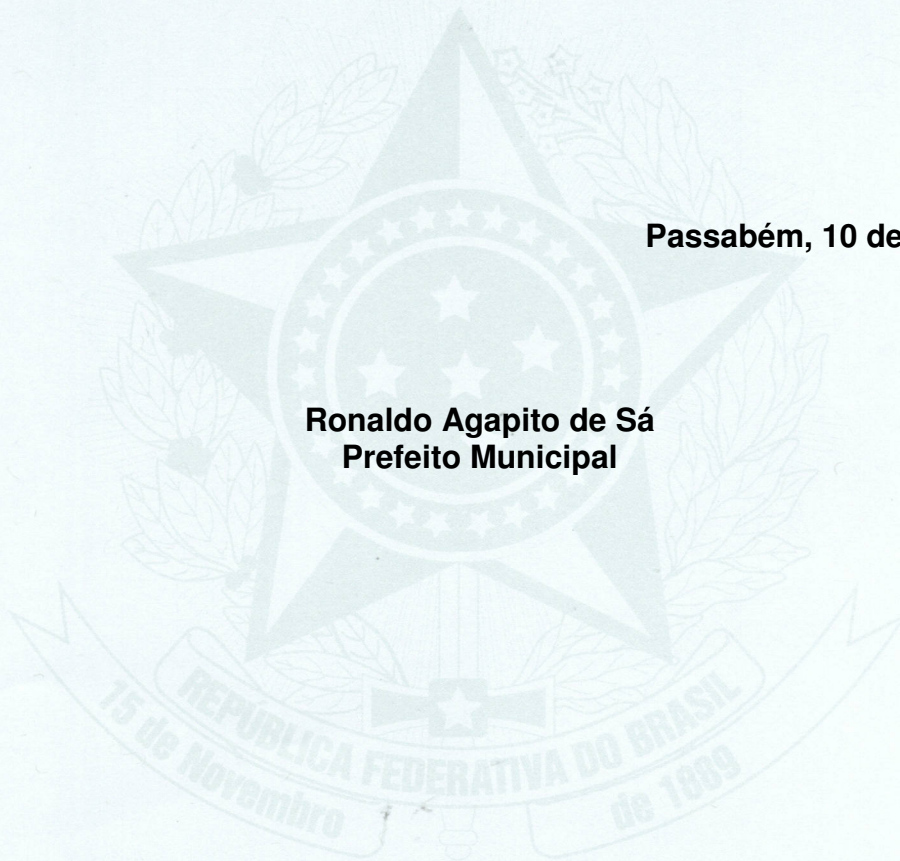 Passabém, 10 de
Ronaldo Agapito de Sá
Prefeito Municipal
REPÚBLICA FEDERATIVA DO BRASIL
15 de Novembro
de 1889